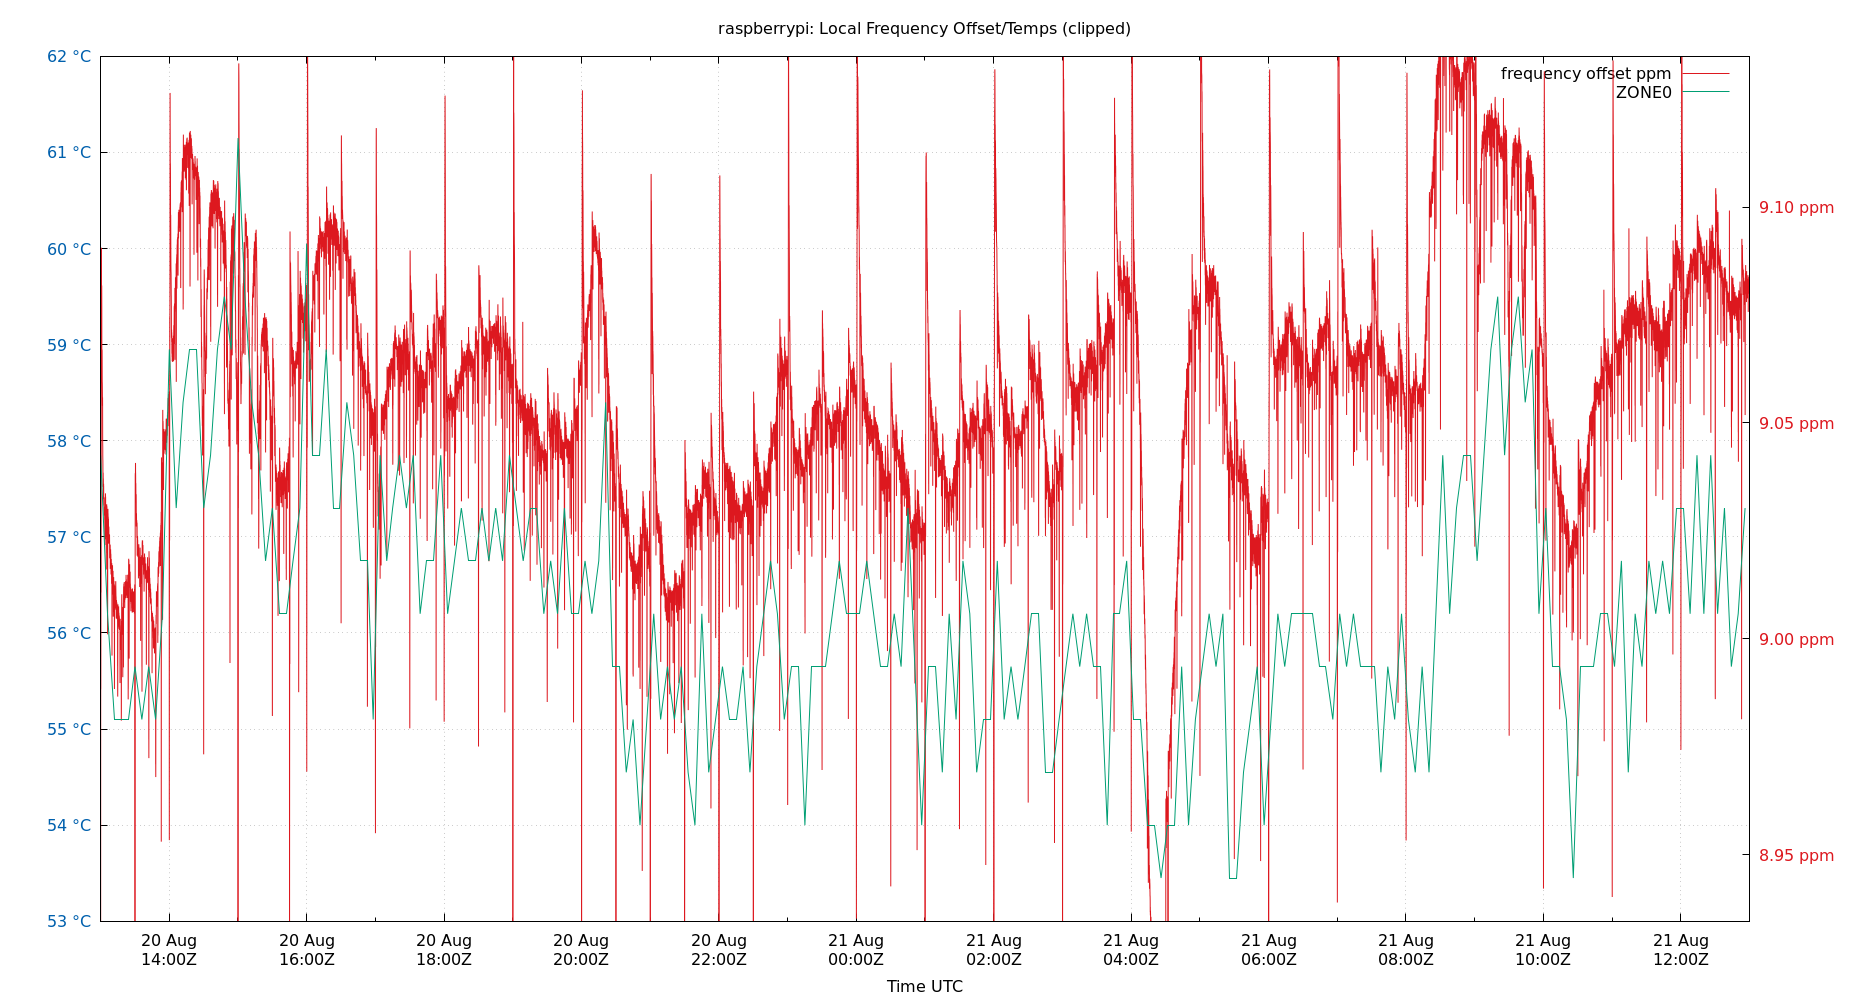 raspberrypi: Local Frequency Offset/Temps (clipped)
62 °C
61 °C
60 °C
59 °C
58 °C
57 °C
56 °C
55 °C
54 °C
53 °C
frequency offset ppm
ZONE0
9.10 ppm
9.05 ppm
9.00 ppm
8.95 ppm
20 Aug 20 Aug 20 Aug 20 Aug 20 Aug 21 Aug 21 Aug 21 Aug 21 Aug 21 Aug 21 Aug 21 Aug
14:00Z 16:00Z 18:00Z 20:00Z 22:00Z 00:00Z 02:00Z 04:00Z 06:00Z 08:00Z 10:00Z 12:00Z
Time UTC